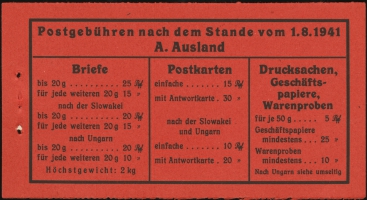 Postgebühren nach dem Stande vom 1.8.1941
A. Ausland
Briefe
bis 20 g .......... 25 Rpf
für jede weiteren 20 g 15 »
nach der Slowakei
bis 20 g .......... 20 Rpf
für jede weiteren 20 g 15 »
nach Ungarn
bis 20 g .......... 20 Rpf
für jede weiteren 20 g 10 »
Höchstgewicht: 2 kg
Postkarten
einfache ....... 15 Rpf
mit Antwortkarte . 30 »
nach der Slowakei
und Ungarn
einfache ....... 10 Rpf
mit Antwortkarte . 20 »
Drucksachen,
Geschäfts-
papiere,
Warenproben
für je 50 g ..... 5 Rpf
Geschäftspapiere
mindestens ... 25 »
Warenproben
mindestens ... 10 »
Nach Ungarn siehe umseitig